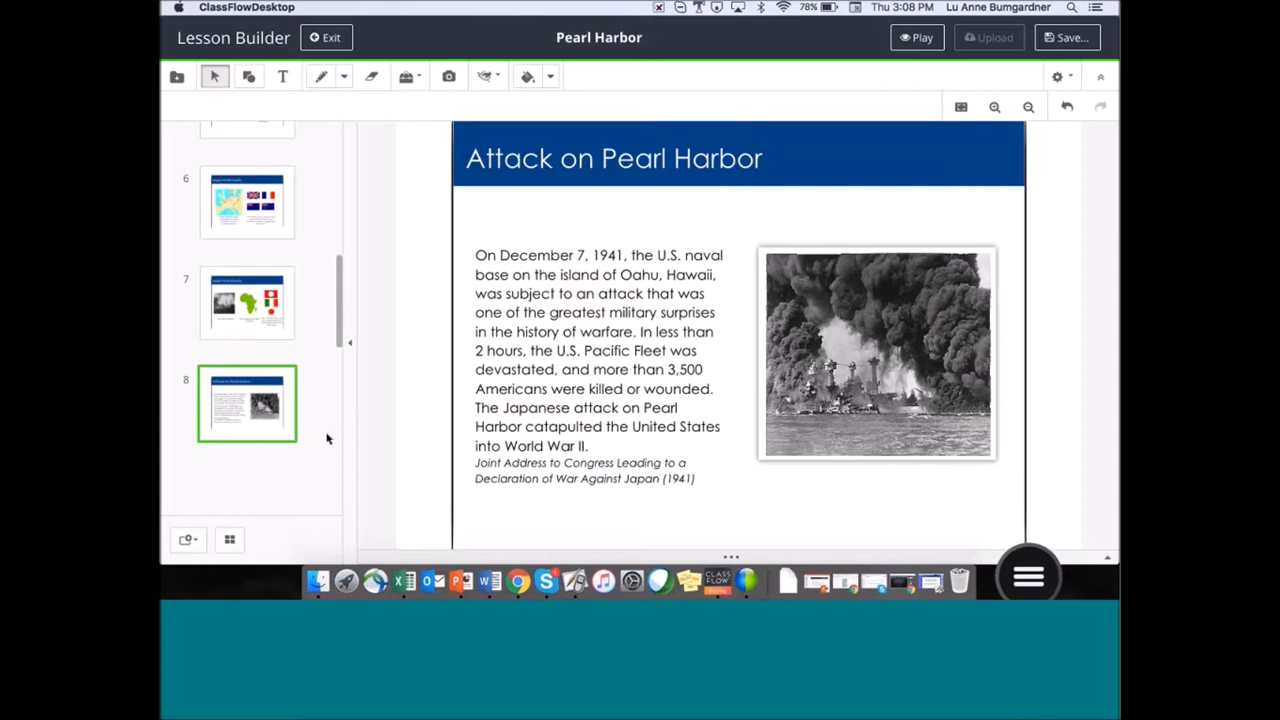 ClassFlowDesktop
78%
Thu 3:08 PM Lu Anne Bumgardner
Lesson Builder
Exit
Pearl Harbor
Play
Upload
Save...
T
6
7
8
Attack on Pearl Harbor
On December 7, 1941, the U.S. naval
base on the island of Oahu, Hawaii,
was subject to an attack that was
one of the greatest military surprises
in the history of warfare. In less than
2 hours, the U.S. Pacific Fleet was
devastated, and more than 3,500
Americans were killed or wounded.
The Japanese attack on Pearl
Harbor catapulted the United States
into World War II.
Joint Address to Congress Leading to a
Declaration of War Against Japan (1941)
CLASS
FLOW